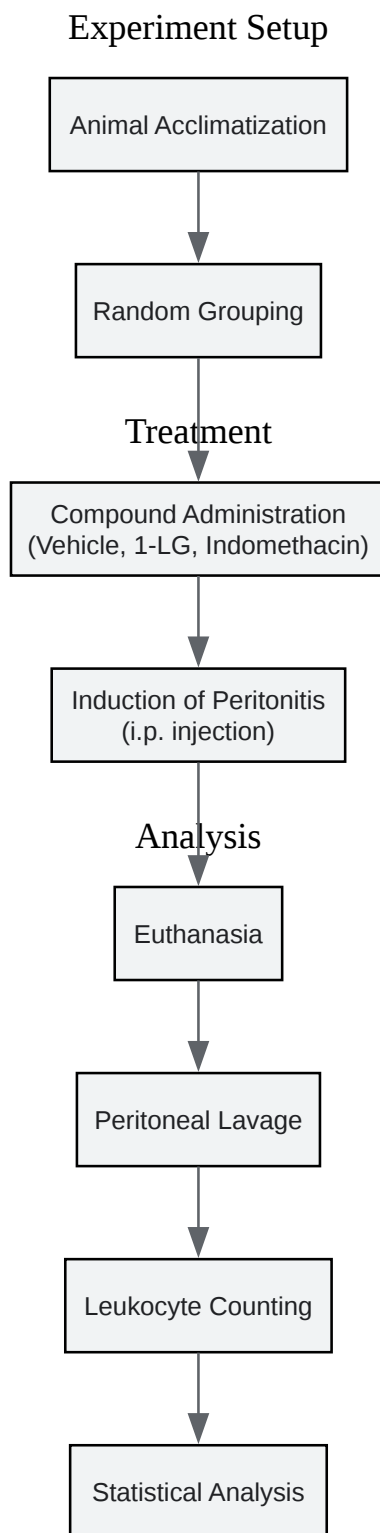 Experiment Setup
Animal Acclimatization
Random Grouping
Treatment
Compound Administration
(Vehicle, 1-LG, Indomethacin)
Induction of Peritonitis
(i.p. injection)
Analysis
Euthanasia
Peritoneal Lavage
Leukocyte Counting
Statistical Analysis